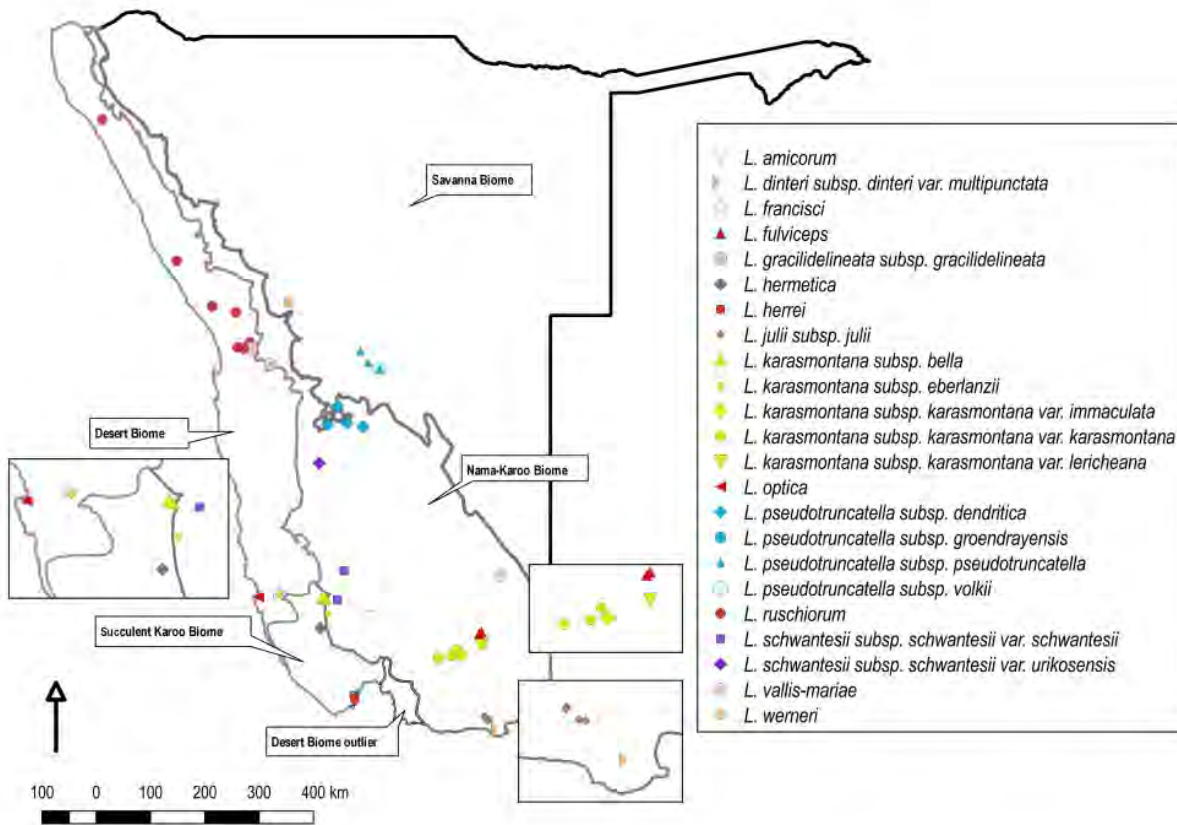 Savanna Biome
Desert Biome
Nama-Karoo Biome
Succulent Karoo Biome
Desert Biome outlier
100 0 100 200 300 400 km
L. amicorum
L. dinteri subsp. dinteri var. multipunctata
L. francisci
L. fulviceps
L. gracilidelineata subsp. gracilidelineata
L. hermetica
L. herrei
L. julii subsp. julii
L. karasmontana subsp. bella
L. karasmontana subsp. eberlanzii
L. karasmontana subsp. karasmontana var. immaculata
L. karasmontana subsp. karasmontana var. karasmontana
L. karasmontana subsp. karasmontana var. lericheana
L. optica
L. pseudotruncatella subsp. dendritica
L. pseudotruncatella subsp. groendrayensis
L. pseudotruncatella subsp. pseudotruncatella
L. pseudotruncatella subsp. volkii
L. ruschiorum
L. schwantesii subsp. schwantesii var. schwantesii
L. schwantesii subsp. schwantesii var. urikosensis
L. vallis-mariae
L. werneri